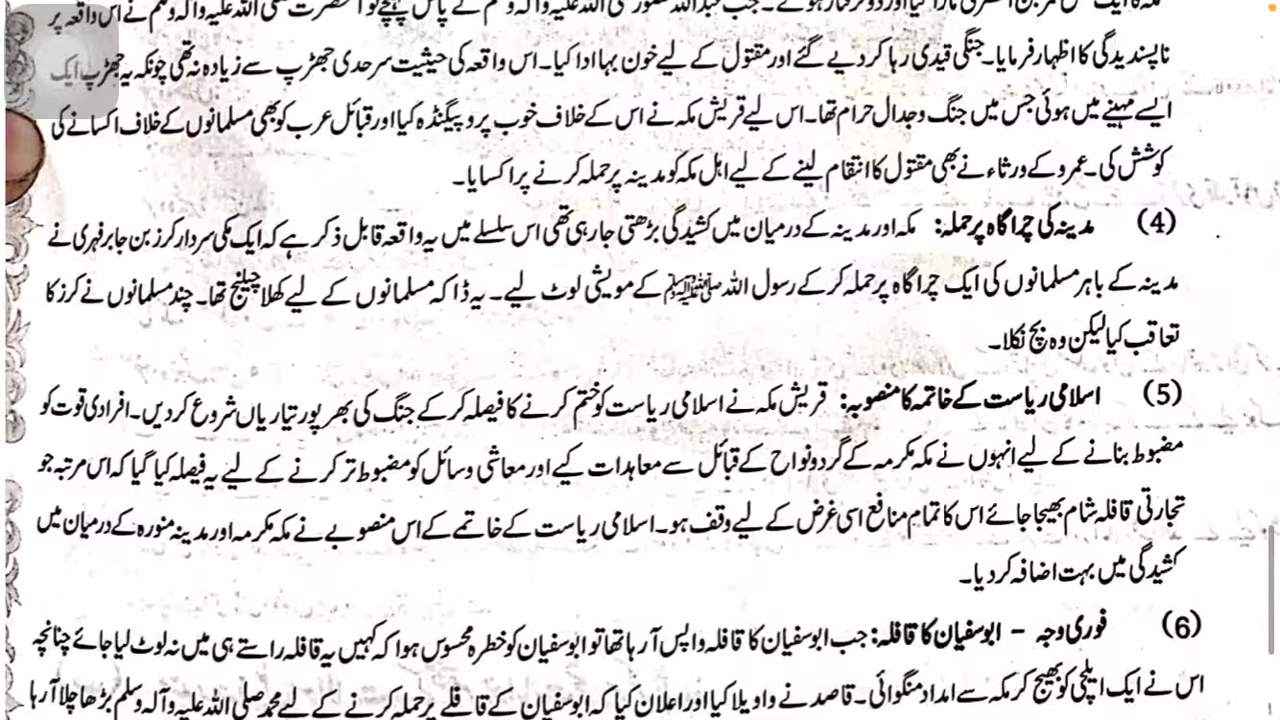 ناپسندیدگی کا اظہار فرمایا۔ جنگی قیدی رہا کر دیے گئے اور مقتول کے لیے خون بہا ادا کیا۔ اس واقعہ کی حیثیت سرحدی جھڑپ سے زیادہ نہ تھی چونکہ یہ جھڑپ ایک
ایسے مہینے میں ہوئی جس میں جنگ و جدال حرام تھا۔ اس لیے قریش مکہ نے اس کے خلاف خوب پروپیگنڈہ کیا اور قبائل عرب کو بھی مسلمانوں کے خلاف اکسانے کی
کوشش کی۔ عمرو کے ورثاء نے بھی مقتول کا انتقام لینے کے لیے اہل مکہ کو مدینہ پر حملہ کرنے پر اکسایا۔
(4) مدینہ کی چراگاہ پر حملہ: مکہ اور مدینہ کے درمیان میں کشیدگی بڑھتی جا رہی تھی اس سلسلے میں یہ واقعہ قابل ذکر ہے کہ ایک مکی سردار کرز بن جابر فہری نے
مدینہ کے باہر مسلمانوں کی ایک چراگاہ پر حملہ کر کے رسول اللہ ﷺ کے مویشی لوٹ لیے۔ یہ ڈاکہ مسلمانوں کے لیے کھلا چیلنج تھا۔ چند مسلمانوں نے کرز کا
تعاقب کیا لیکن وہ بچ نکلا۔
(5) اسلامی ریاست کے خاتمہ کا منصوبہ: قریش مکہ نے اسلامی ریاست کو ختم کرنے کا فیصلہ کر کے جنگ کی بھر پور تیاریاں شروع کر دیں۔ افرادی قوت کو
مضبوط بنانے کے لیے انہوں نے مکہ مکرمہ کے گردونواح کے قبائل سے معاہدات کیے اور معاشی وسائل کو مضبوط تر کرنے کے لیے یہ فیصلہ کیا گیا کہ اس مرتبہ جو
تجارتی قافلہ شام بھیجا جائے اس کا تمام منافع اسی غرض کے لیے وقف ہو۔ اسلامی ریاست کے خاتمے کے اس منصوبے نے مکہ مکرمہ اور مدینہ منورہ کے درمیان میں
کشیدگی میں بہت اضافہ کر دیا۔
(6) فوری وجہ – ابوسفیان کا قافلہ: جب ابوسفیان کا قافلہ واپس آ رہا تھا تو ابوسفیان کو خطرہ محسوس ہوا کہ کہیں یہ قافلہ راستے ہی میں نہ لوٹ لیا جائے چنانچہ
اس نے ایک ایلچی کو بھیج کر مکہ سے امداد منگوائی۔ قاصد نے واویلا کیا اور اعلان کیا کہ ابوسفیان کے قافلے پر حملہ کرنے کے لیے محمد صلی اللہ علیہ وآلہ وسلم بڑھا چلا آ رہا